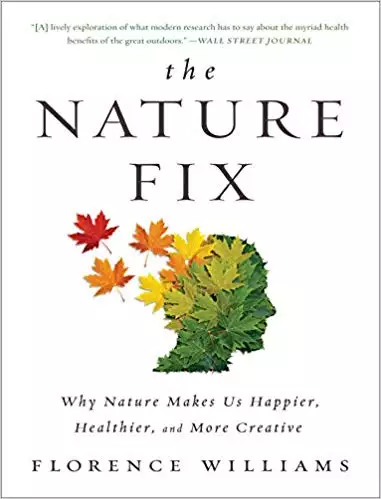 “[A] lively exploration of what modern research has to say about the myriad health
benefits of the great outdoors.” —WALL STREET JOURNAL
the
NATURE
FIX
Why Nature Makes Us Happier,
Healthier, and More Creative
FLORENCE WILLIAMS